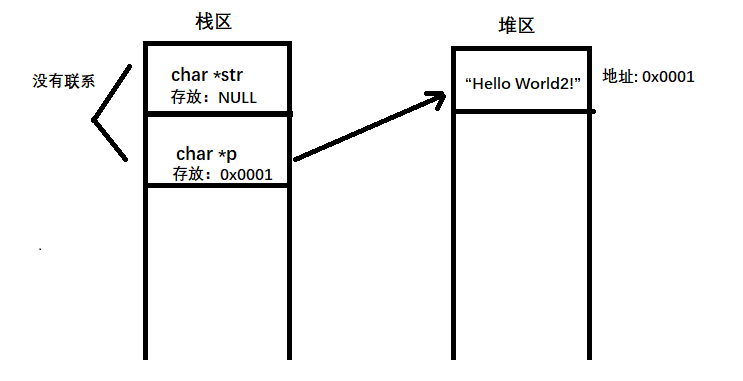 栈区
堆区
没有联系
char *str
存放：NULL
char *p
存放：0x0001
“Hello World2!”
地址: 0x0001